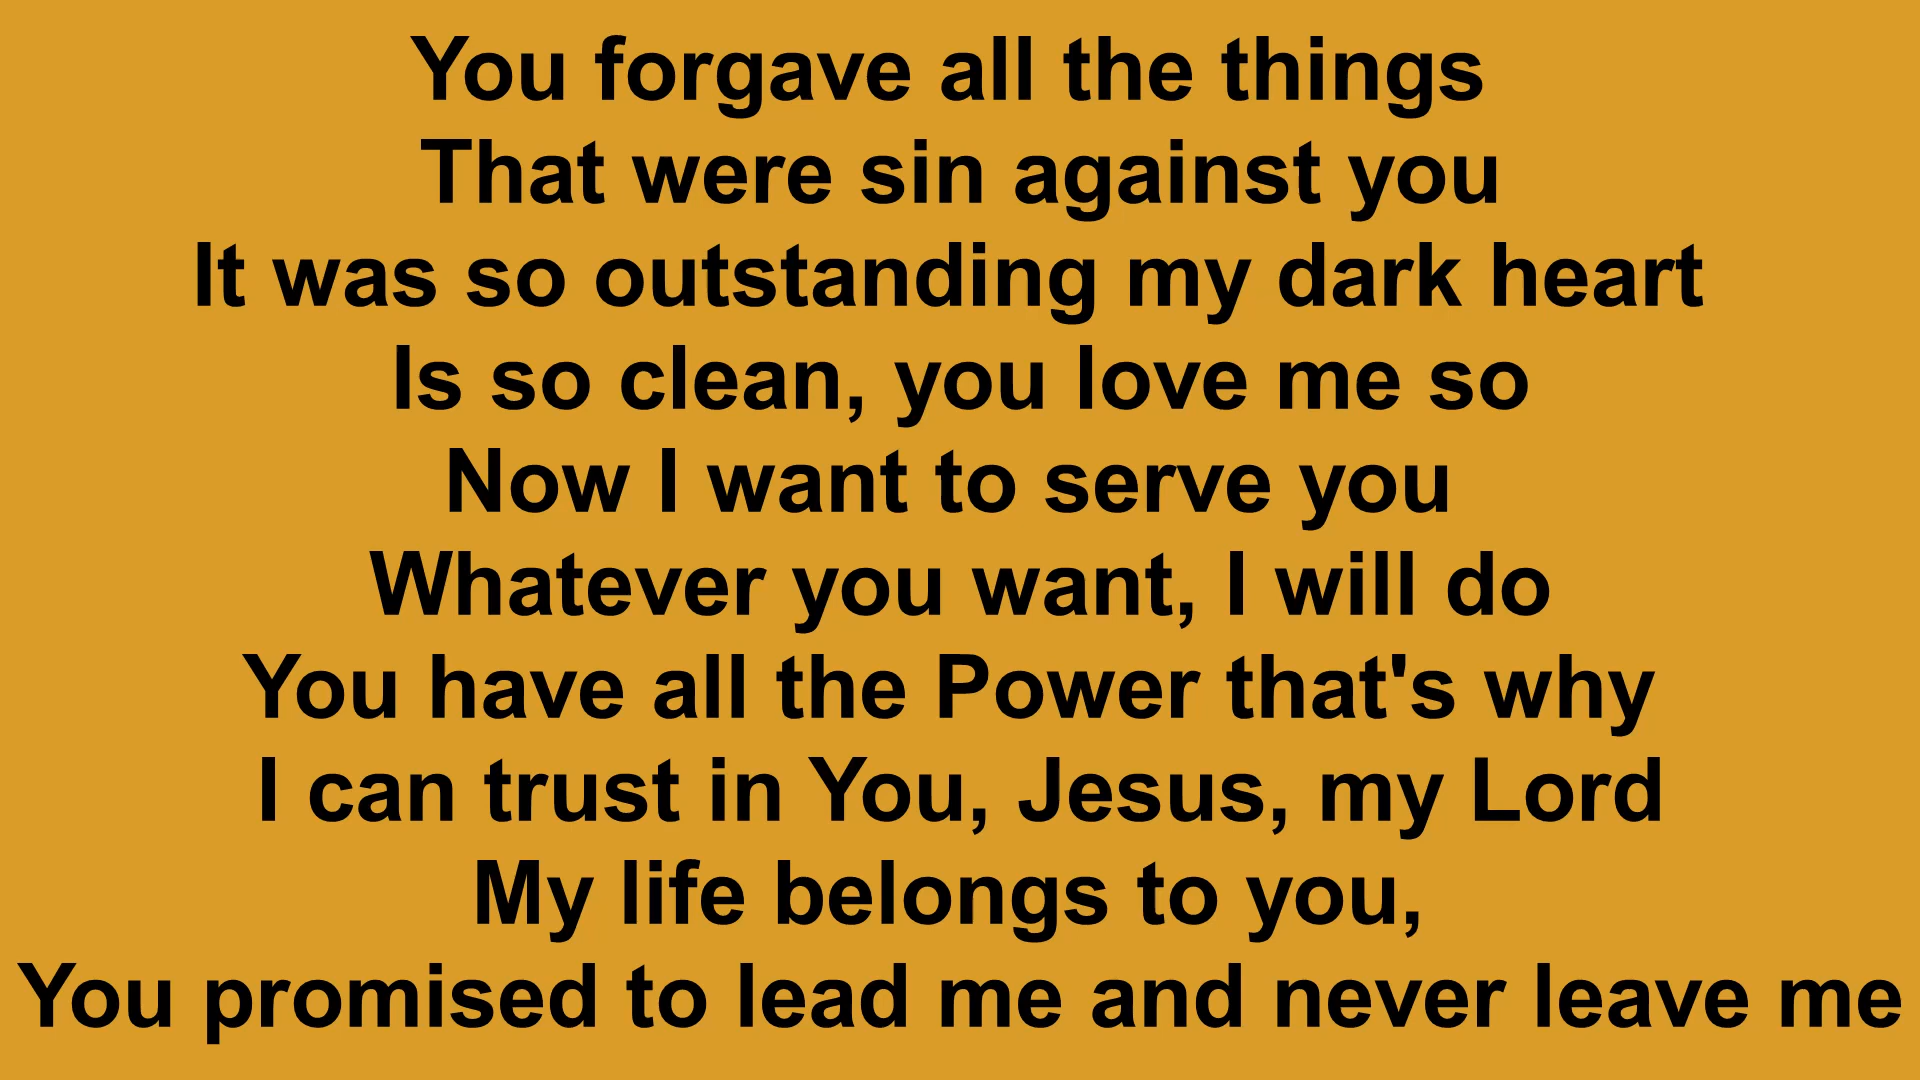 You forgave all the things
That were sin against you
It was so outstanding my dark heart
Is so clean, you love me so
Now I want to serve you
Whatever you want, I will do
You have all the Power that's why
I can trust in You, Jesus, my Lord
My life belongs to you,
You promised to lead me and never leave me